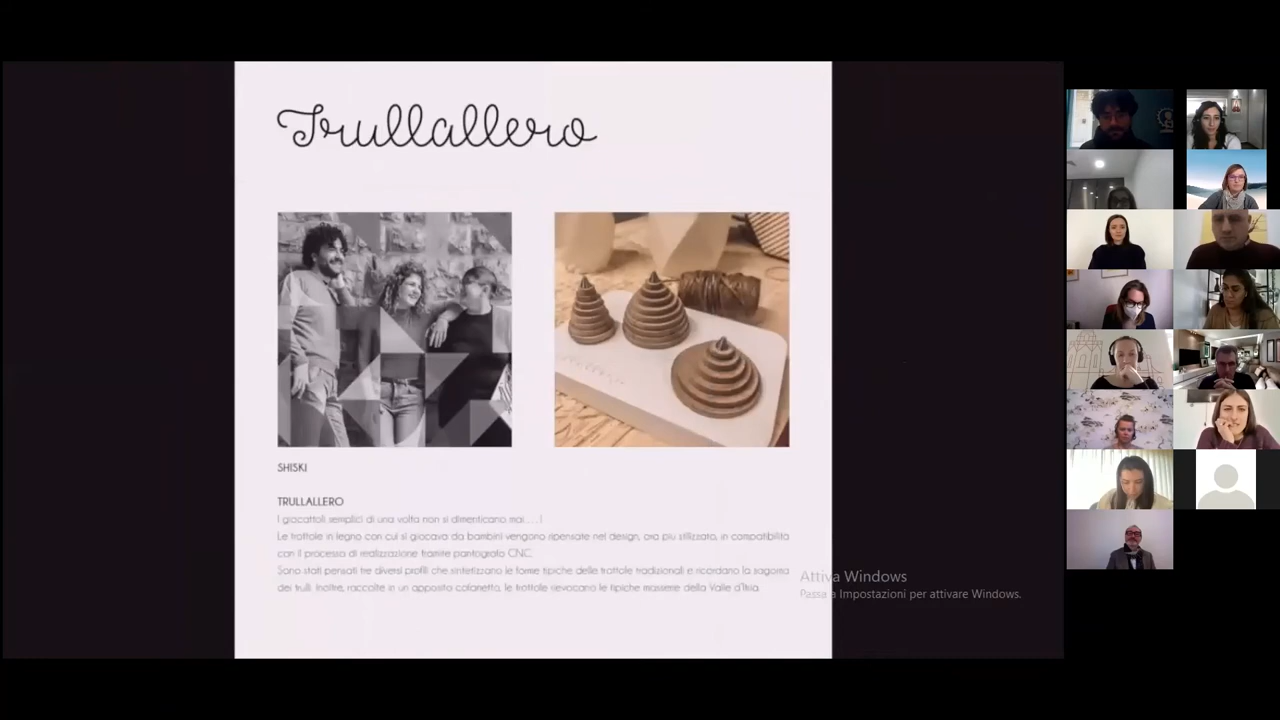 Trullallero
SHISKI
TRULLALLERO
I giocattoli semplici di una volta non si dimenticano mai....!
Le trottole in legno con cui si giocava da bambini vengono ripensate nel design, ora più stilizzato, in compatibilità
con il processo di realizzazione tramite pantografo CNC.
Sono stati pensati tre diversi profili che sintetizzano le forme tipiche delle trottole tradizionali e ricordano la sagoma
dei trulli. Inoltre, raccolte in un apposito cofanetto, le trottole rievocano le tipiche masserie della Valle d'Itria.
Attiva Windows
Passa a Impostazioni per attivare Windows.